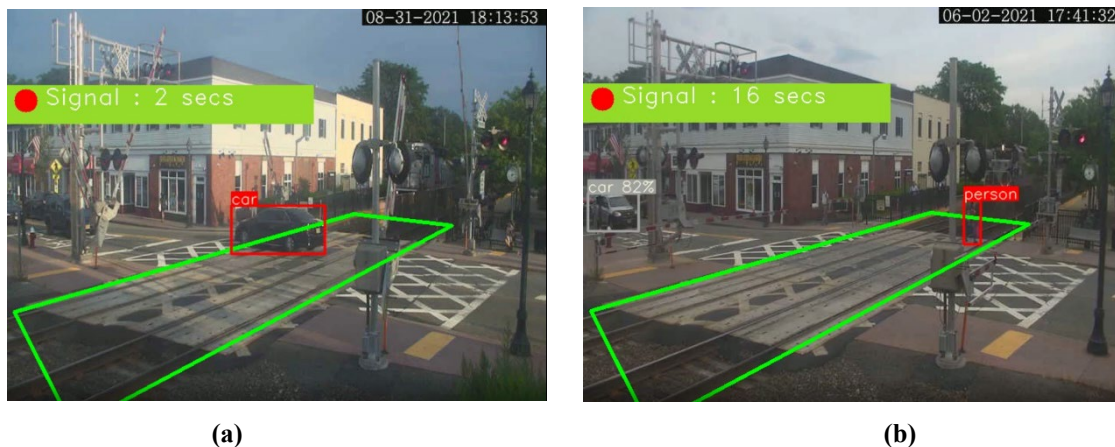 08-31-2021 18:13:53
Signal : 2 secs
car
(a)
06-02-2021 17:41:32
Signal : 16 secs
car 82%
person
(b)